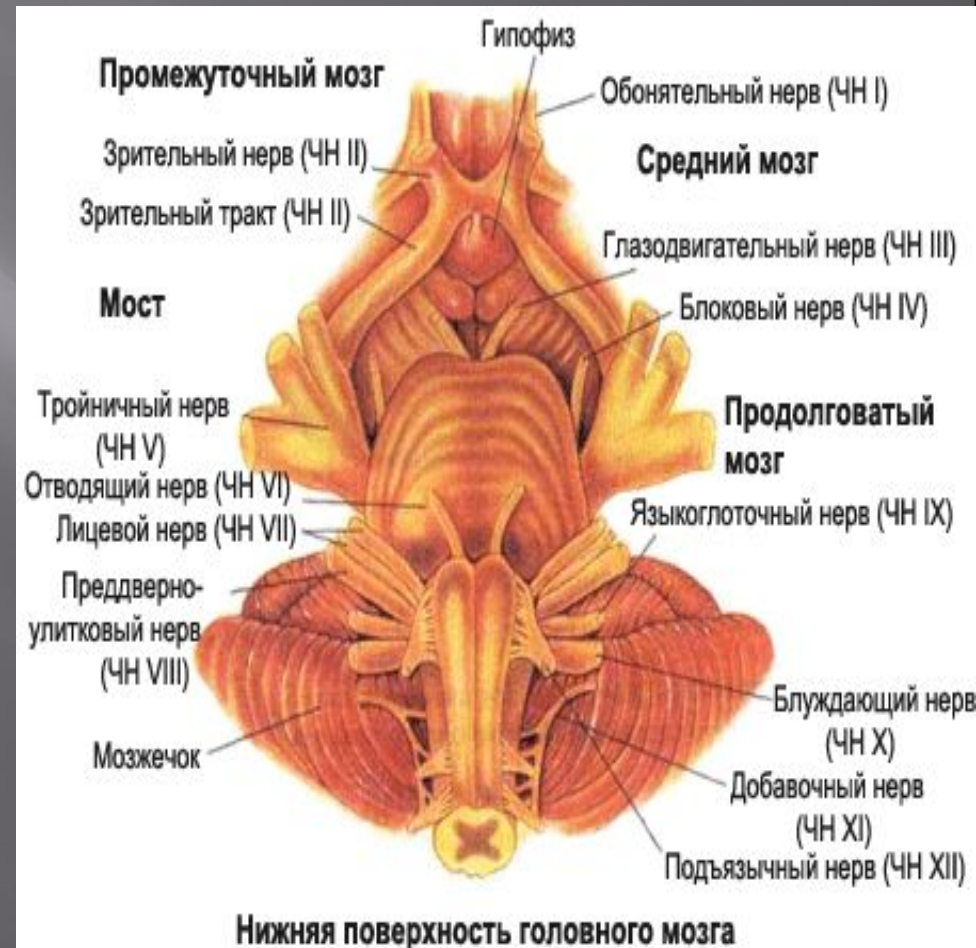 Гипофиз
Промежуточный мозг
Обонятельный нерв (ЧН I)
Зрительный нерв (ЧН II)
Средний мозг
Зрительный тракт (ЧН II)
Глазодвигательный нерв (ЧН III)
Мост
Блоковый нерв (ЧН IV)
Тройничный нерв
(ЧН V)
Продолговатый
мозг
Отводящий нерв (ЧН VI)
Лицевой нерв (ЧН VII)
Языкоглоточный нерв (ЧН IX)
Преддверно-
улитковый нерв
(ЧН VIII)
Мозжечок
Блуждающий нерв
(ЧН X)
Добавочный нерв
(ЧН XI)
Подъязычный нерв (ЧН XII)
Нижняя поверхность головного мозга